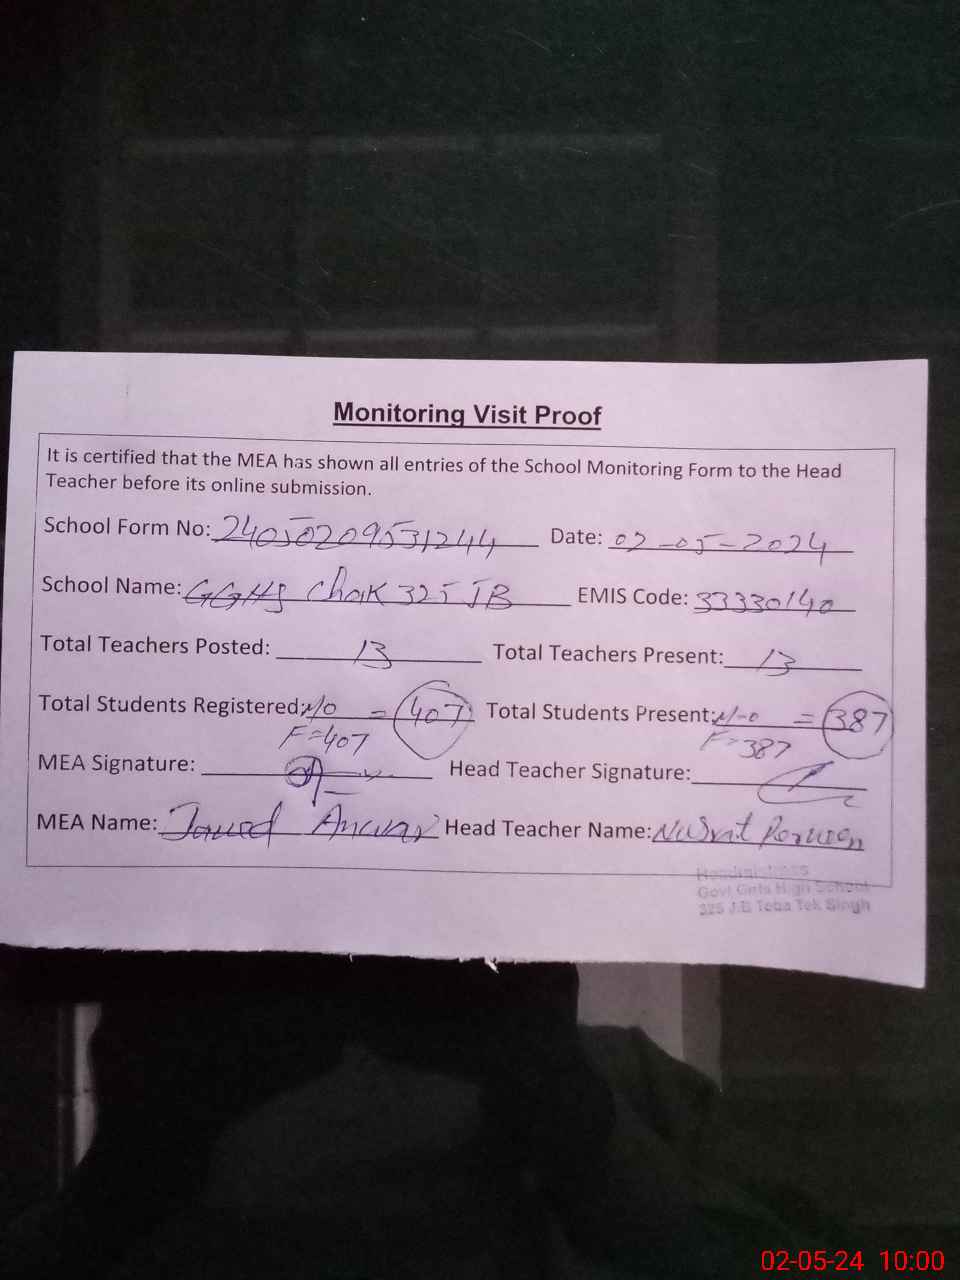 Monitoring Visit Proof
It is certified that the MEA has shown all entries of the School Monitoring Form to the Head
Teacher before its online submission.
School Form No: 24050209531244 Date: 02-05-2024
School Name: GGHS Chak 325 JB EMIS Code: 33330140
Total Teachers Posted: 13 Total Teachers Present: 13
Total Students Registered: M/0 = 407 Total Students Present: M-0 = 387
F=407 F=387
MEA Signature: Head Teacher Signature:
MEA Name: Javed Anwar Head Teacher Name: Nusrat Perveen
Headmistress
Govt Girls High School
325 J.B Toba Tek Singh
02-05-24 10:00